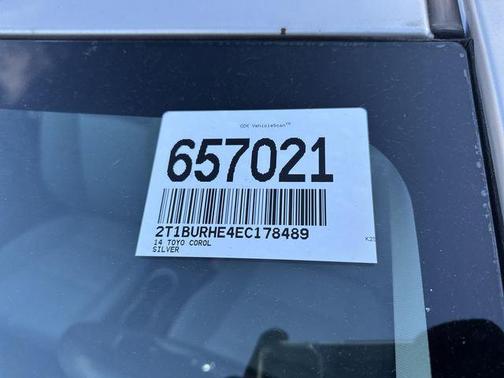 CDK VehicleScan™
657021
2T1BURHE4EC178489
14 TOYO COROL
SILVER